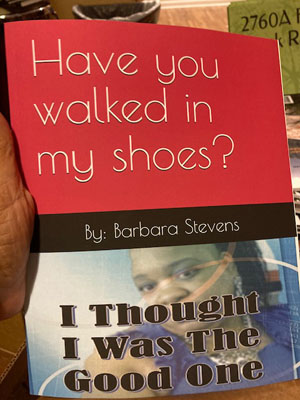 2760A
Have you
walked in
my shoes?
By: Barbara Stevens
I Thought
I Was The
Good One